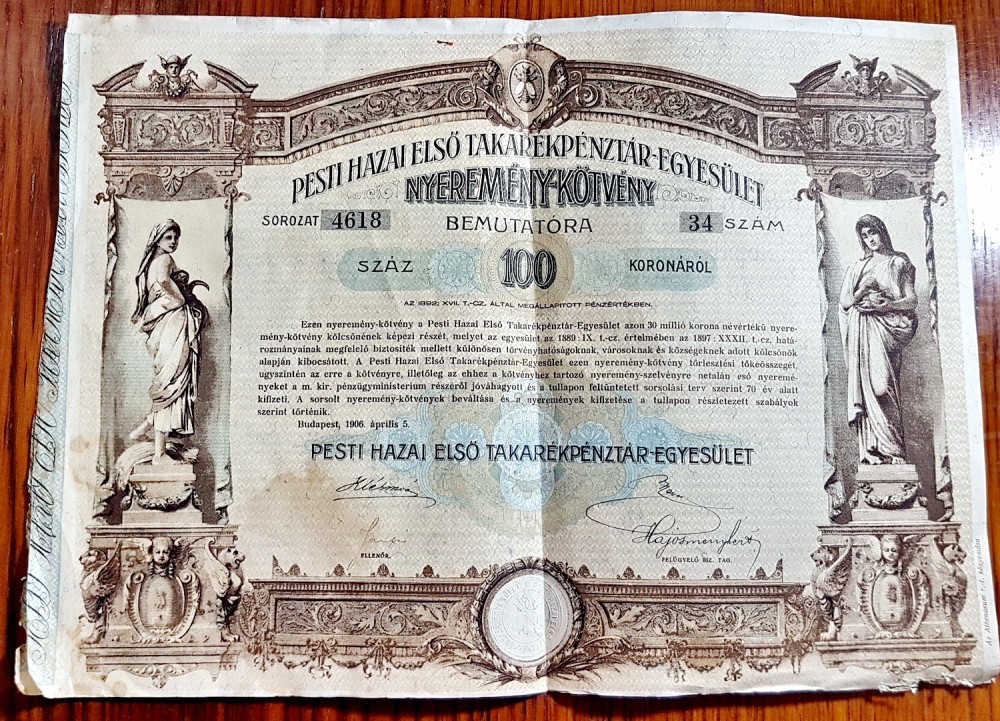 PESTI HAZAI ELSŐ TAKARÉKPÉNZTÁR-EGYESÜLET
NYEREMÉNY-KÖTVÉNY
SOROZAT 4618 BEMUTATÓRA 34 SZÁM
SZÁZ 100 KORONÁRÓL
AZ 1892; XVII. T.-CZ. ÁLTAL MEGÁLLAPITOTT PÉNZÉRTÉKBEN.
Ezen nyeremény-kötvény a Pesti Hazai Első Takarékpénztár-Egyesület azon 30 millió korona névértékű nyere-
mény-kötvény kölcsönének képezi részét, melyet az egyesület az 1889 : IX. t.-cz. értelmében az 1897 : XXXII. t.-cz. hatá-
rozmányainak megfelelő biztosíték mellett különösen törvényhatóságoknak, városoknak és községeknek adott kölcsönök
alapján kibocsátott. A Pesti Hazai Első Takarékpénztár-Egyesület ezen nyeremény-kötvény törlesztési tőkeösszegét,
ugyszintén az erre a kötvényre, illetőleg az ehhez a kötvényhez tartozó nyeremény-szelvényre netalán eső nyeremé-
nyeket a m. kir. pénzügyministerium részéről jóváhagyott és a tullapon feltüntetett sorsolási terv szerint 70 év alatt
kifizeti. A sorsolt nyeremény-kötvények beváltása és a nyeremények kifizetése a tullapon részletezett szabályok
szerint történik.
Budapest, 1906. április 5.
PESTI HAZAI ELSŐ TAKARÉKPÉNZTÁR-EGYESÜLET
Hajósmenyhért
ELLENŐR.
FELÜGYELŐ BIZ. TAG.
Az Athenaeum r.-t. könyvnyomdája